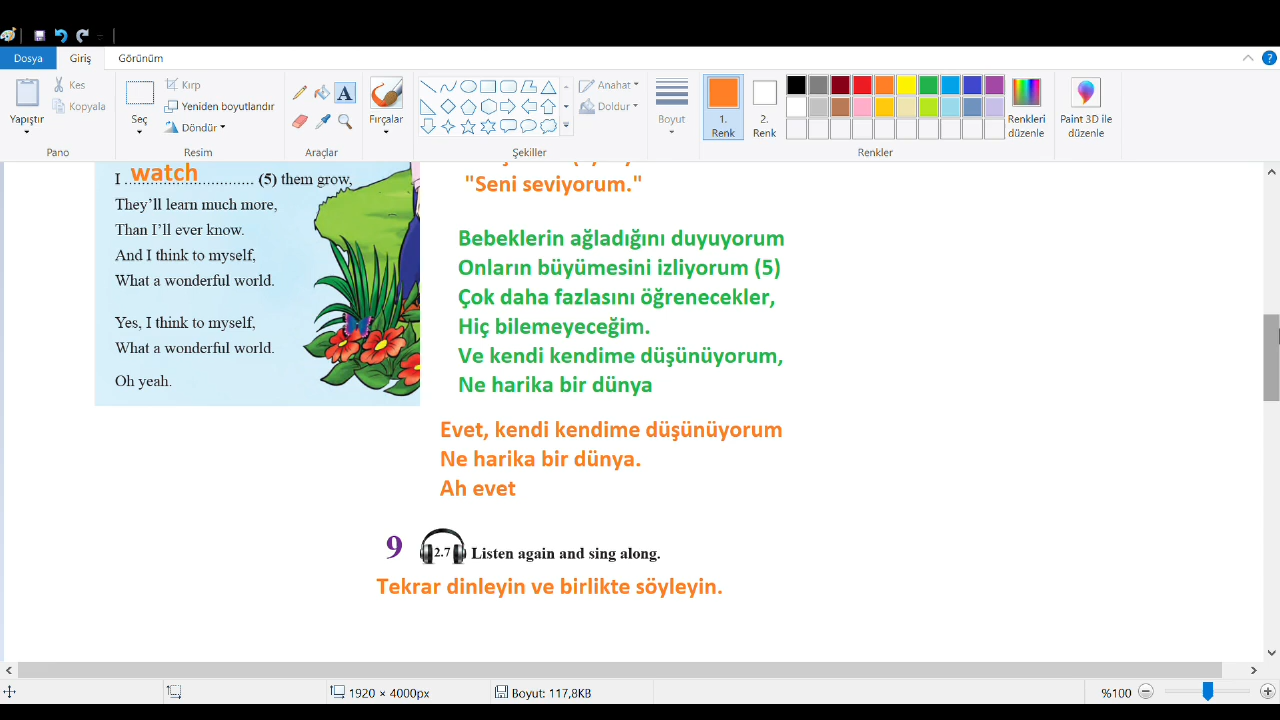 Dosya
Giriş
Görünüm
Yapıştır
Kes
Kopyala
Pano
Seç
Kırp
Yeniden boyutlandır
Döndür
Resim
A
Araçlar
Fırçalar
Anahat
Doldur
Şekiller
Boyut
1.
Renk
2.
Renk
Renkleri
düzenle
Renkler
Paint 3D ile
düzenle
I watch ............................... (5) them grow,
They'll learn much more,
Than I'll ever know.
And I think to myself,
What a wonderful world.
Yes, I think to myself,
What a wonderful world.
Oh yeah.
"Seni seviyorum."
Bebeklerin ağladığını duyuyorum
Onların büyümesini izliyorum (5)
Çok daha fazlasını öğrenecekler,
Hiç bilemeyeceğim.
Ve kendi kendime düşünüyorum,
Ne harika bir dünya
Evet, kendi kendime düşünüyorum
Ne harika bir dünya.
Ah evet
9 2.7 Listen again and sing along.
Tekrar dinleyin ve birlikte söyleyin.
1920 × 4000px
Boyut: 117,8KB
%100